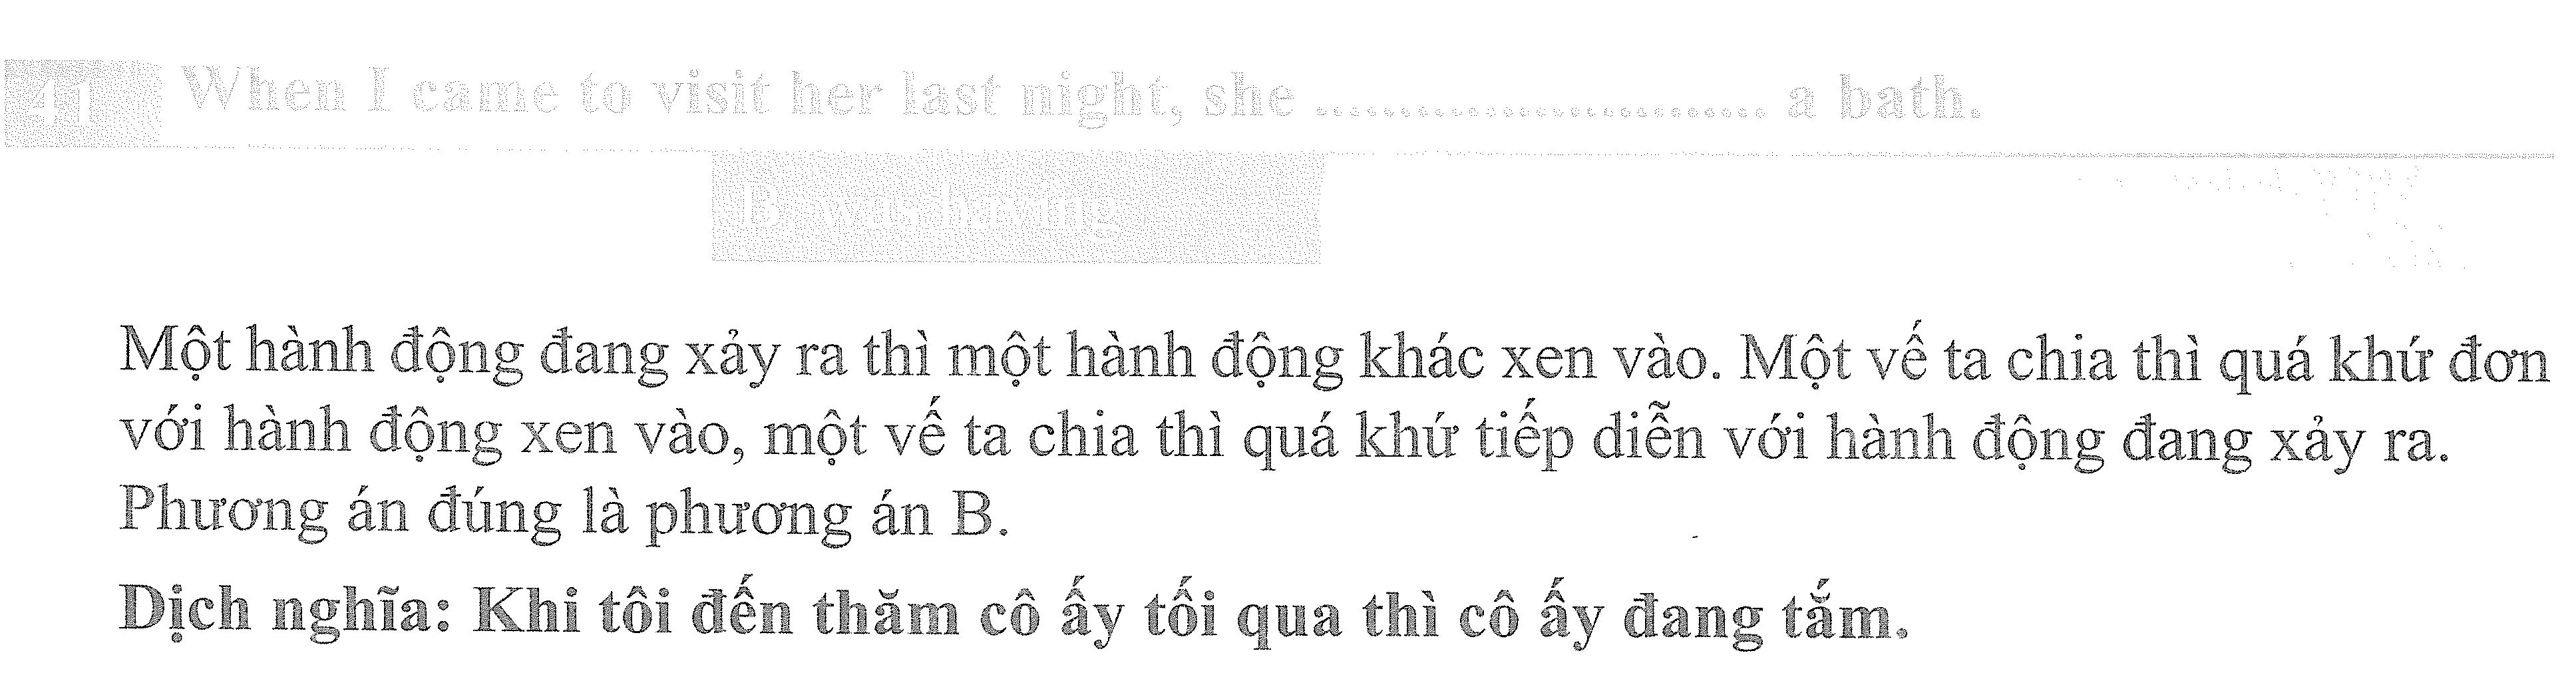 41 When I came to visit her last night, she ........................... a bath.
B. was having
Một hành động đang xảy ra thì một hành động khác xen vào. Một vế ta chia thì quá khứ đơn
với hành động xen vào, một vế ta chia thì quá khứ tiếp diễn với hành động đang xảy ra.
Phương án đúng là phương án B.
Dịch nghĩa: Khi tôi đến thăm cô ấy tối qua thì cô ấy đang tắm.